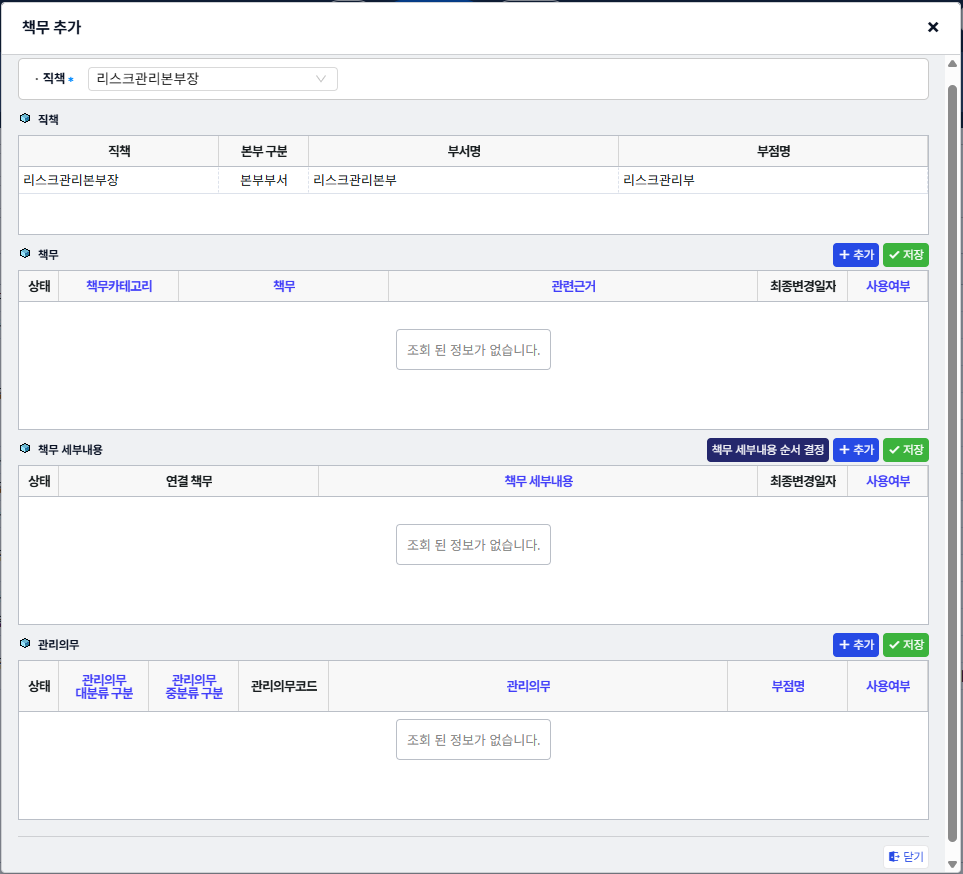 책무 추가
· 직책 * 리스크관리본부장
직책
직책 본부 구분 부서명 부점명
리스크관리본부장 본부부서 리스크관리본부 리스크관리부
책무 + 추가 저장
상태 책무카테고리 책무 관련근거 최종변경일자 사용여부
조회 된 정보가 없습니다.
책무 세부내용 책무 세부내용 순서 결정 + 추가 저장
상태 연결 책무 책무 세부내용 최종변경일자 사용여부
조회 된 정보가 없습니다.
관리의무 + 추가 저장
상태 관리의무 대분류 구분 관리의무 중분류 구분 관리의무코드 관리의무 부점명 사용여부
조회 된 정보가 없습니다.
닫기